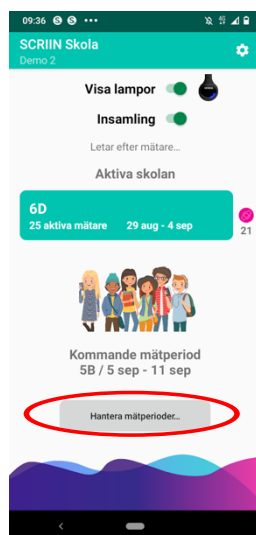 09:36
SCRIIN Skola
Demo 2
Visa lampor
Insamling
Letar efter mätare...
Aktiva skolan
6D
25 aktiva mätare 29 aug - 4 sep
21
Kommande mätperiod
5B / 5 sep - 11 sep
Hantera mätperioder...